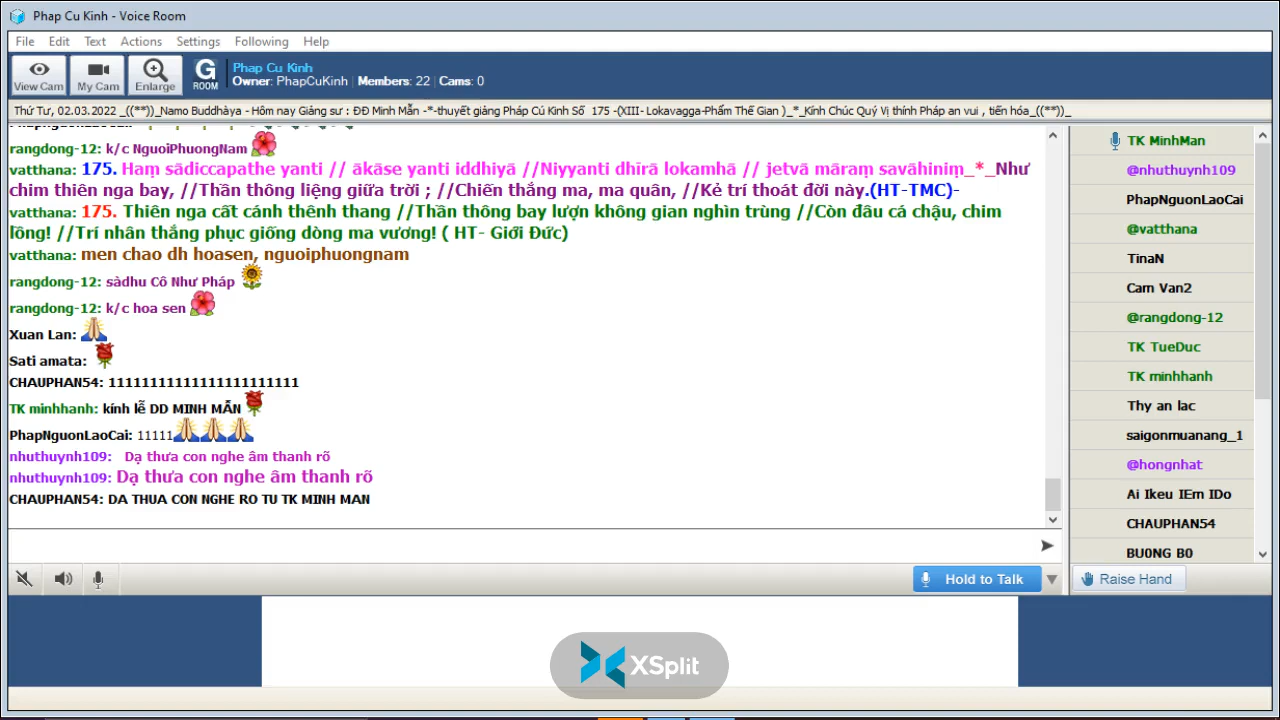 Phap Cu Kinh - Voice Room
File Edit Text Actions Settings Following Help
View Cam
My Cam
Enlarge
G
ROOM
Phap Cu Kinh
Owner: PhapCuKinh Members: 22 Cams: 0
Thứ Tư, 02.03.2022 _((**))_Namo Buddhàya - Hôm nay Giảng sư : ĐĐ Minh Mẫn -*-thuyết giảng Pháp Cú Kinh Số 175 -(XIII- Lokavagga-Phẩm Thế Gian )_*_Kính Chúc Quý Vị thính Pháp an vui , tiến hóa_((**))_
rangdong-12: k/c NguoiPhuongNam
vatthana: 175. Haṃ sādiccapathe yanti // ākāse yanti iddhiyā //Niyyanti dhīrā lokamhā // jetvā māraṃ savāhiniṃ_*_Như
chim thiên nga bay, //Thần thông liệng giữa trời ; //Chiến thắng ma, ma quân, //Kẻ trí thoát đời này.(HT-TMC)-
vatthana: 175. Thiên nga cất cánh thênh thang //Thần thông bay lượn không gian nghìn trùng //Còn đâu cá chậu, chim
lồng! //Trí nhân thắng phục giống dòng ma vương! ( HT- Giới Đức)
vatthana: men chao dh hoasen, nguoiphuongnam
rangdong-12: sàdhu Cô Như Pháp
rangdong-12: k/c hoa sen
Xuan Lan:
Sati amata:
CHAUPHAN54: 11111111111111111111111
TK minhhanh: kính lễ DD MINH MẪN
PhapNguonLaoCai: 11111
nhuthuynh109: Dạ thưa con nghe âm thanh rõ
nhuthuynh109: Dạ thưa con nghe âm thanh rõ
CHAUPHAN54: DA THUA CON NGHE RO TU TK MINH MAN
TK MinhMan
@nhuthuynh109
PhapNguonLaoCai
@vatthana
TinaN
Cam Van2
@rangdong-12
TK TueDuc
TK minhhanh
Thy an lac
saigonmuanang_1
@hongnhat
Ai lkeu IEm IDo
CHAUPHAN54
BU0NG B0
Hold to Talk
Raise Hand
XSplit